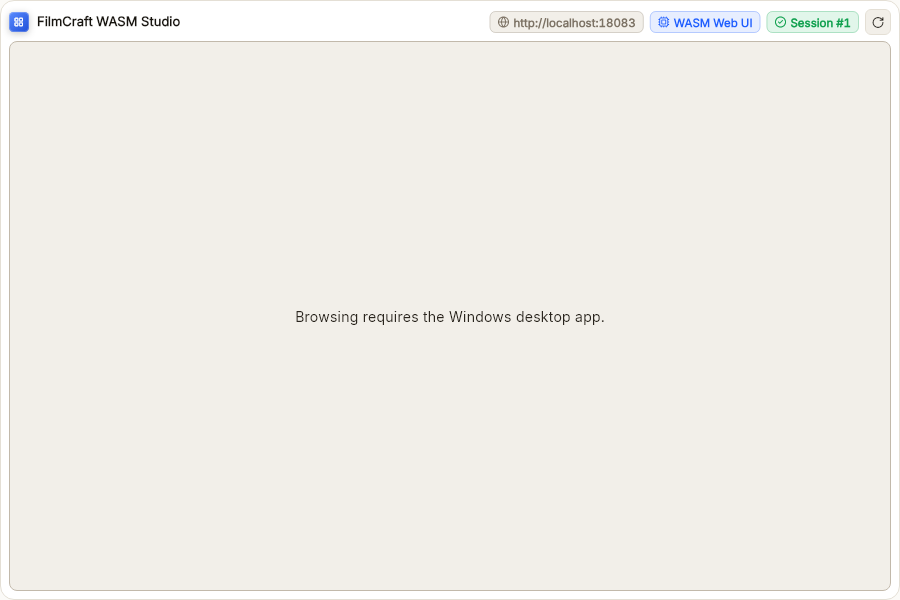 FilmCraft WASM Studio
http://localhost:18083
WASM Web UI
Session #1
Browsing requires the Windows desktop app.